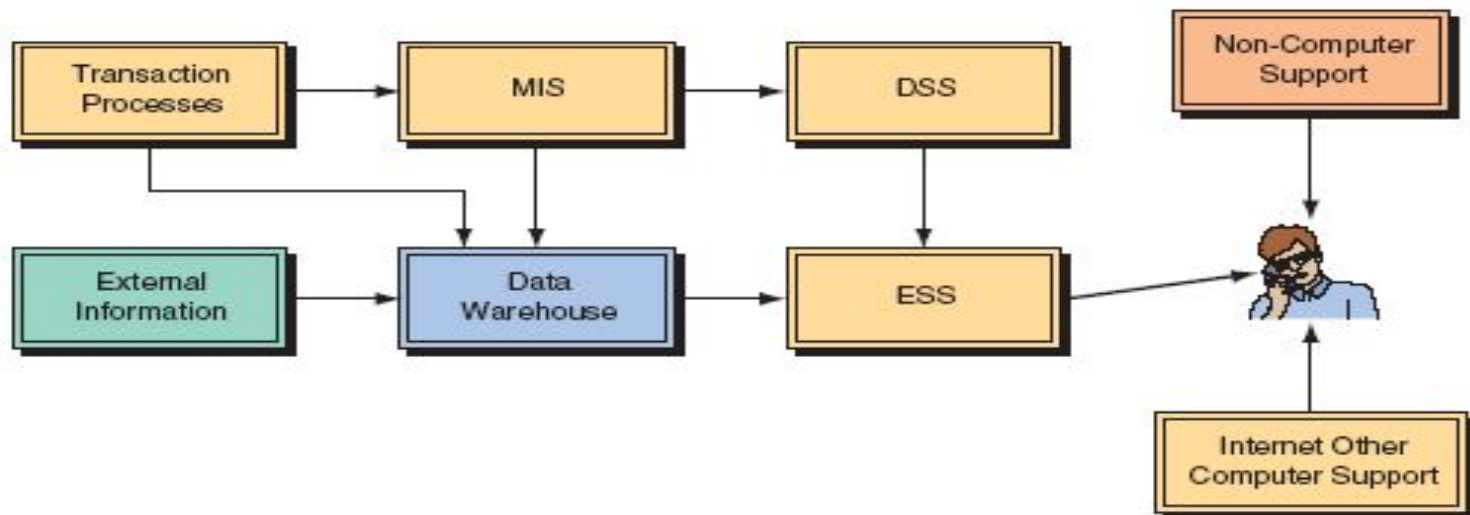 Transaction
Processes
MIS
DSS
Non-Computer
Support
External
Information
Data
Warehouse
ESS
Internet Other
Computer Support